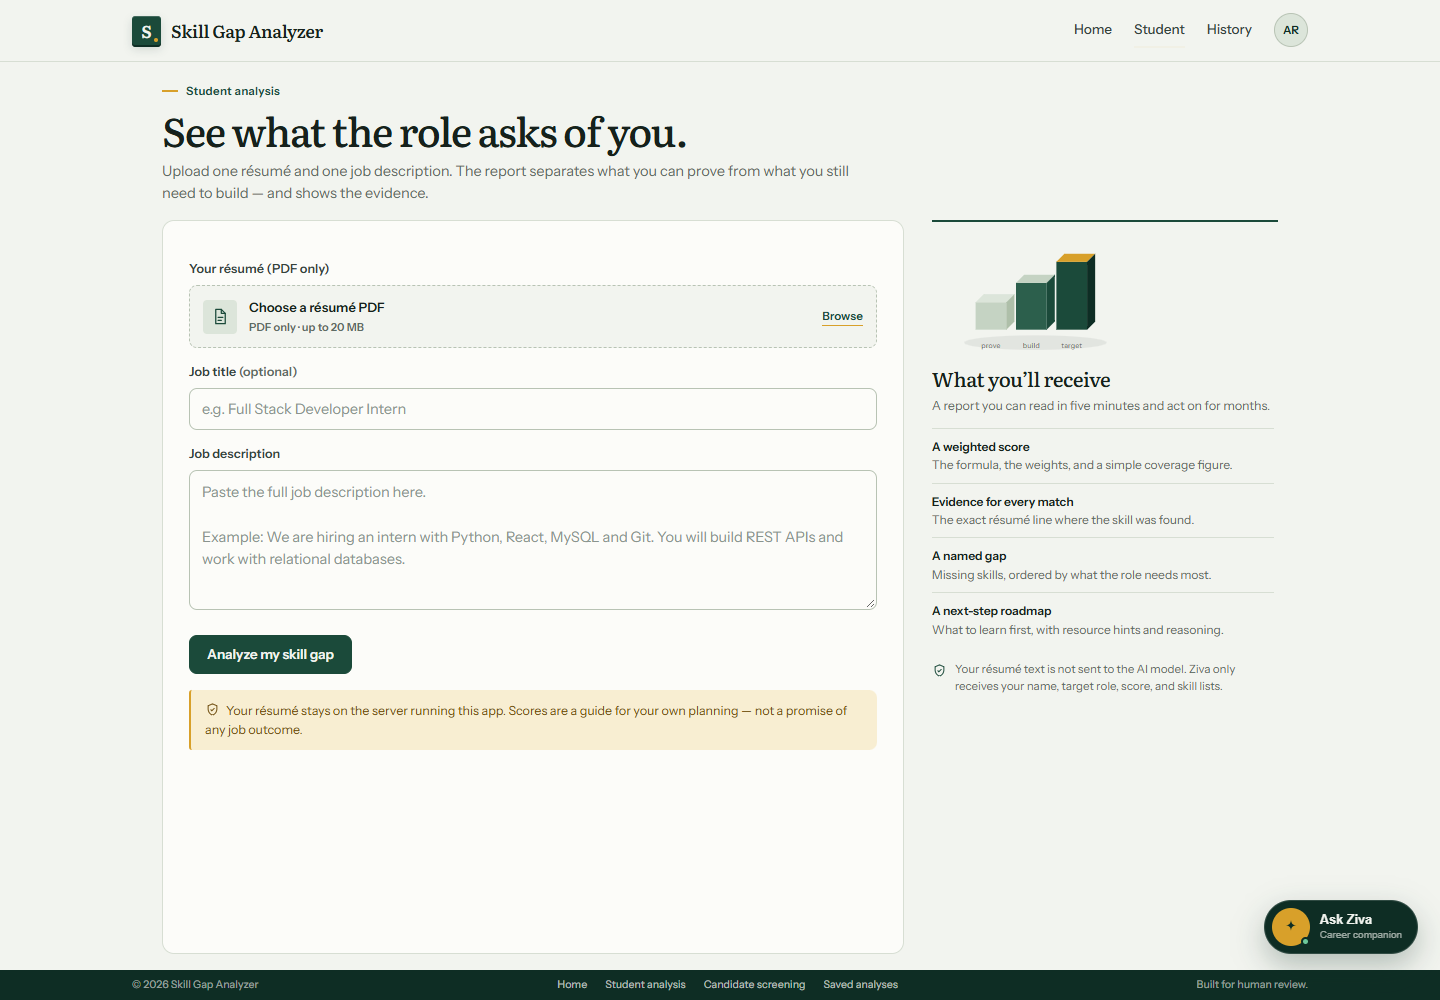 S.
Skill Gap Analyzer
Home
Student
History
AR
Student analysis
See what the role asks of you.
Upload one résumé and one job description. The report separates what you can prove from what you still
need to build — and shows the evidence.
Your résumé (PDF only)
Choose a résumé PDF
PDF only · up to 20 MB
Browse
Job title (optional)
e.g. Full Stack Developer Intern
Job description
Paste the full job description here.
Example: We are hiring an intern with Python, React, MySQL and Git. You will build REST APIs and
work with relational databases.
Analyze my skill gap
Your résumé stays on the server running this app. Scores are a guide for your own planning — not a promise of
any job outcome.
prove build target
What you’ll receive
A report you can read in five minutes and act on for months.
A weighted score
The formula, the weights, and a simple coverage figure.
Evidence for every match
The exact résumé line where the skill was found.
A named gap
Missing skills, ordered by what the role needs most.
A next-step roadmap
What to learn first, with resource hints and reasoning.
Your résumé text is not sent to the AI model. Ziva only
receives your name, target role, score, and skill lists.
Ask Ziva
Career companion
© 2026 Skill Gap Analyzer
Home
Student analysis
Candidate screening
Saved analyses
Built for human review.